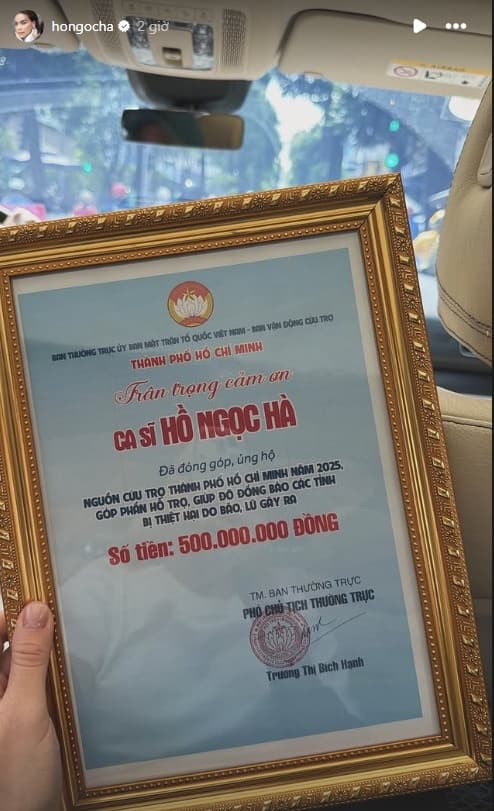 hongocha 2 giờ
BAN THƯỜNG TRỰC ỦY BAN MẶT TRẬN TỔ QUỐC VIỆT NAM - BAN VẬN ĐỘNG CỨU TRỢ
THÀNH PHỐ HỒ CHÍ MINH
Trân trọng cảm ơn
CA SĨ HỒ NGỌC HÀ
Đã đóng góp, ủng hộ
NGUỒN CỨU TRỢ THÀNH PHỐ HỒ CHÍ MINH NĂM 2025,
GÓP PHẦN HỖ TRỢ, GIÚP ĐỠ ĐỒNG BÀO CÁC TỈNH
BỊ THIỆT HẠI DO BÃO, LŨ GÂY RA
Số tiền: 500.000.000 ĐỒNG
TM. BAN THƯỜNG TRỰC
PHÓ CHỦ TỊCH THƯỜNG TRỰC
Trương Thị Bích Hạnh